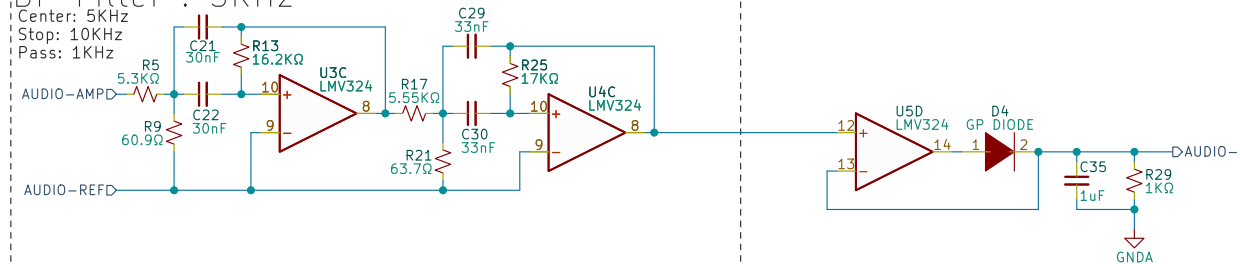 BP Filter : 5KHz
Center: 5KHz
Stop: 10KHz
Pass: 1KHz
C21
30nF
R13
16.2KΩ
R5
5.3KΩ
AUDIO-AMP
C22
30nF
R9
60.9Ω
AUDIO-REF
U3C
LMV324
10
+
9
-
8
C29
33nF
R25
17KΩ
R17
5.55KΩ
C30
33nF
R21
63.7Ω
U4C
LMV324
10
+
9
-
8
U5D
LMV324
12
+
13
-
14
D4
GP DIODE
1
2
AUDIO-
C35
1uF
R29
1KΩ
GNDA